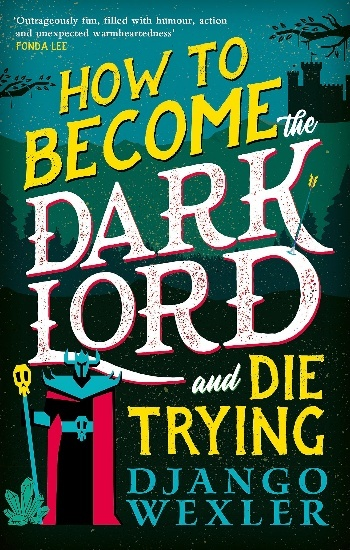 'Outrageously fun, filled with humour, action
and unexpected warmheartedness'
FONDA LEE
HOW TO
BECOME the
DARK
LORD
and DIE
TRYING
DJANGO
WEXLER